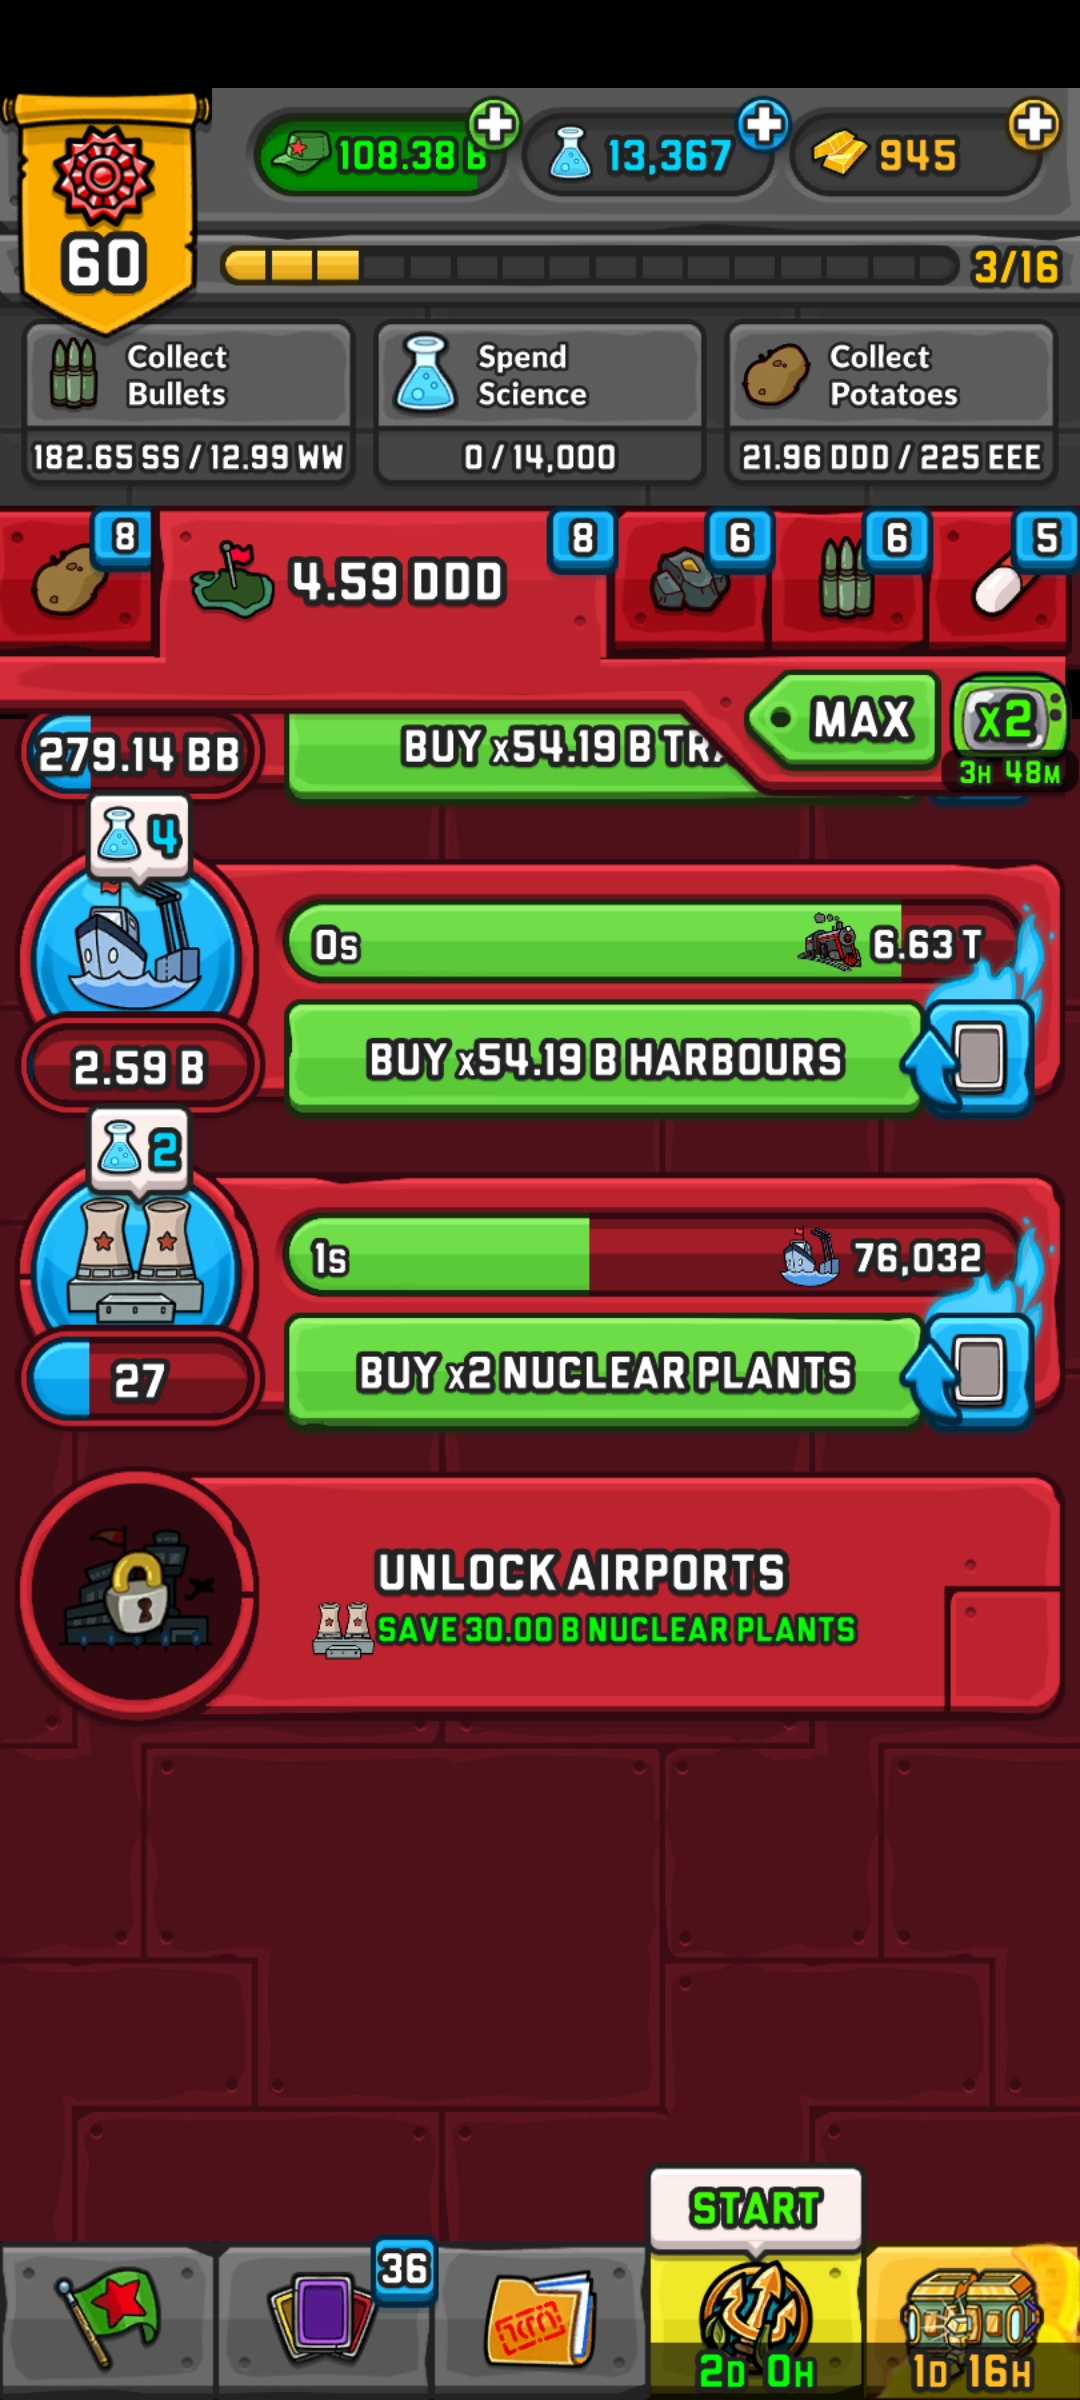 60
108.38 B
13,367
945
3/16
Collect
Bullets
182.65 SS / 12.99 WW
Spend
Science
0 / 14,000
Collect
Potatoes
21.96 DDD / 225 EEE
8
4.59 DDD
8
6
6
5
MAX
x2
3H 48M
279.14 BB
BUY x54.19 B
4
0s
6.63 T
2.59 B
BUY x54.19 B HARBOURS
2
1s
76,032
27
BUY x2 NUCLEAR PLANTS
UNLOCK AIRPORTS
SAVE 30.00 B NUCLEAR PLANTS
START
36
2D 0H
1D 16H